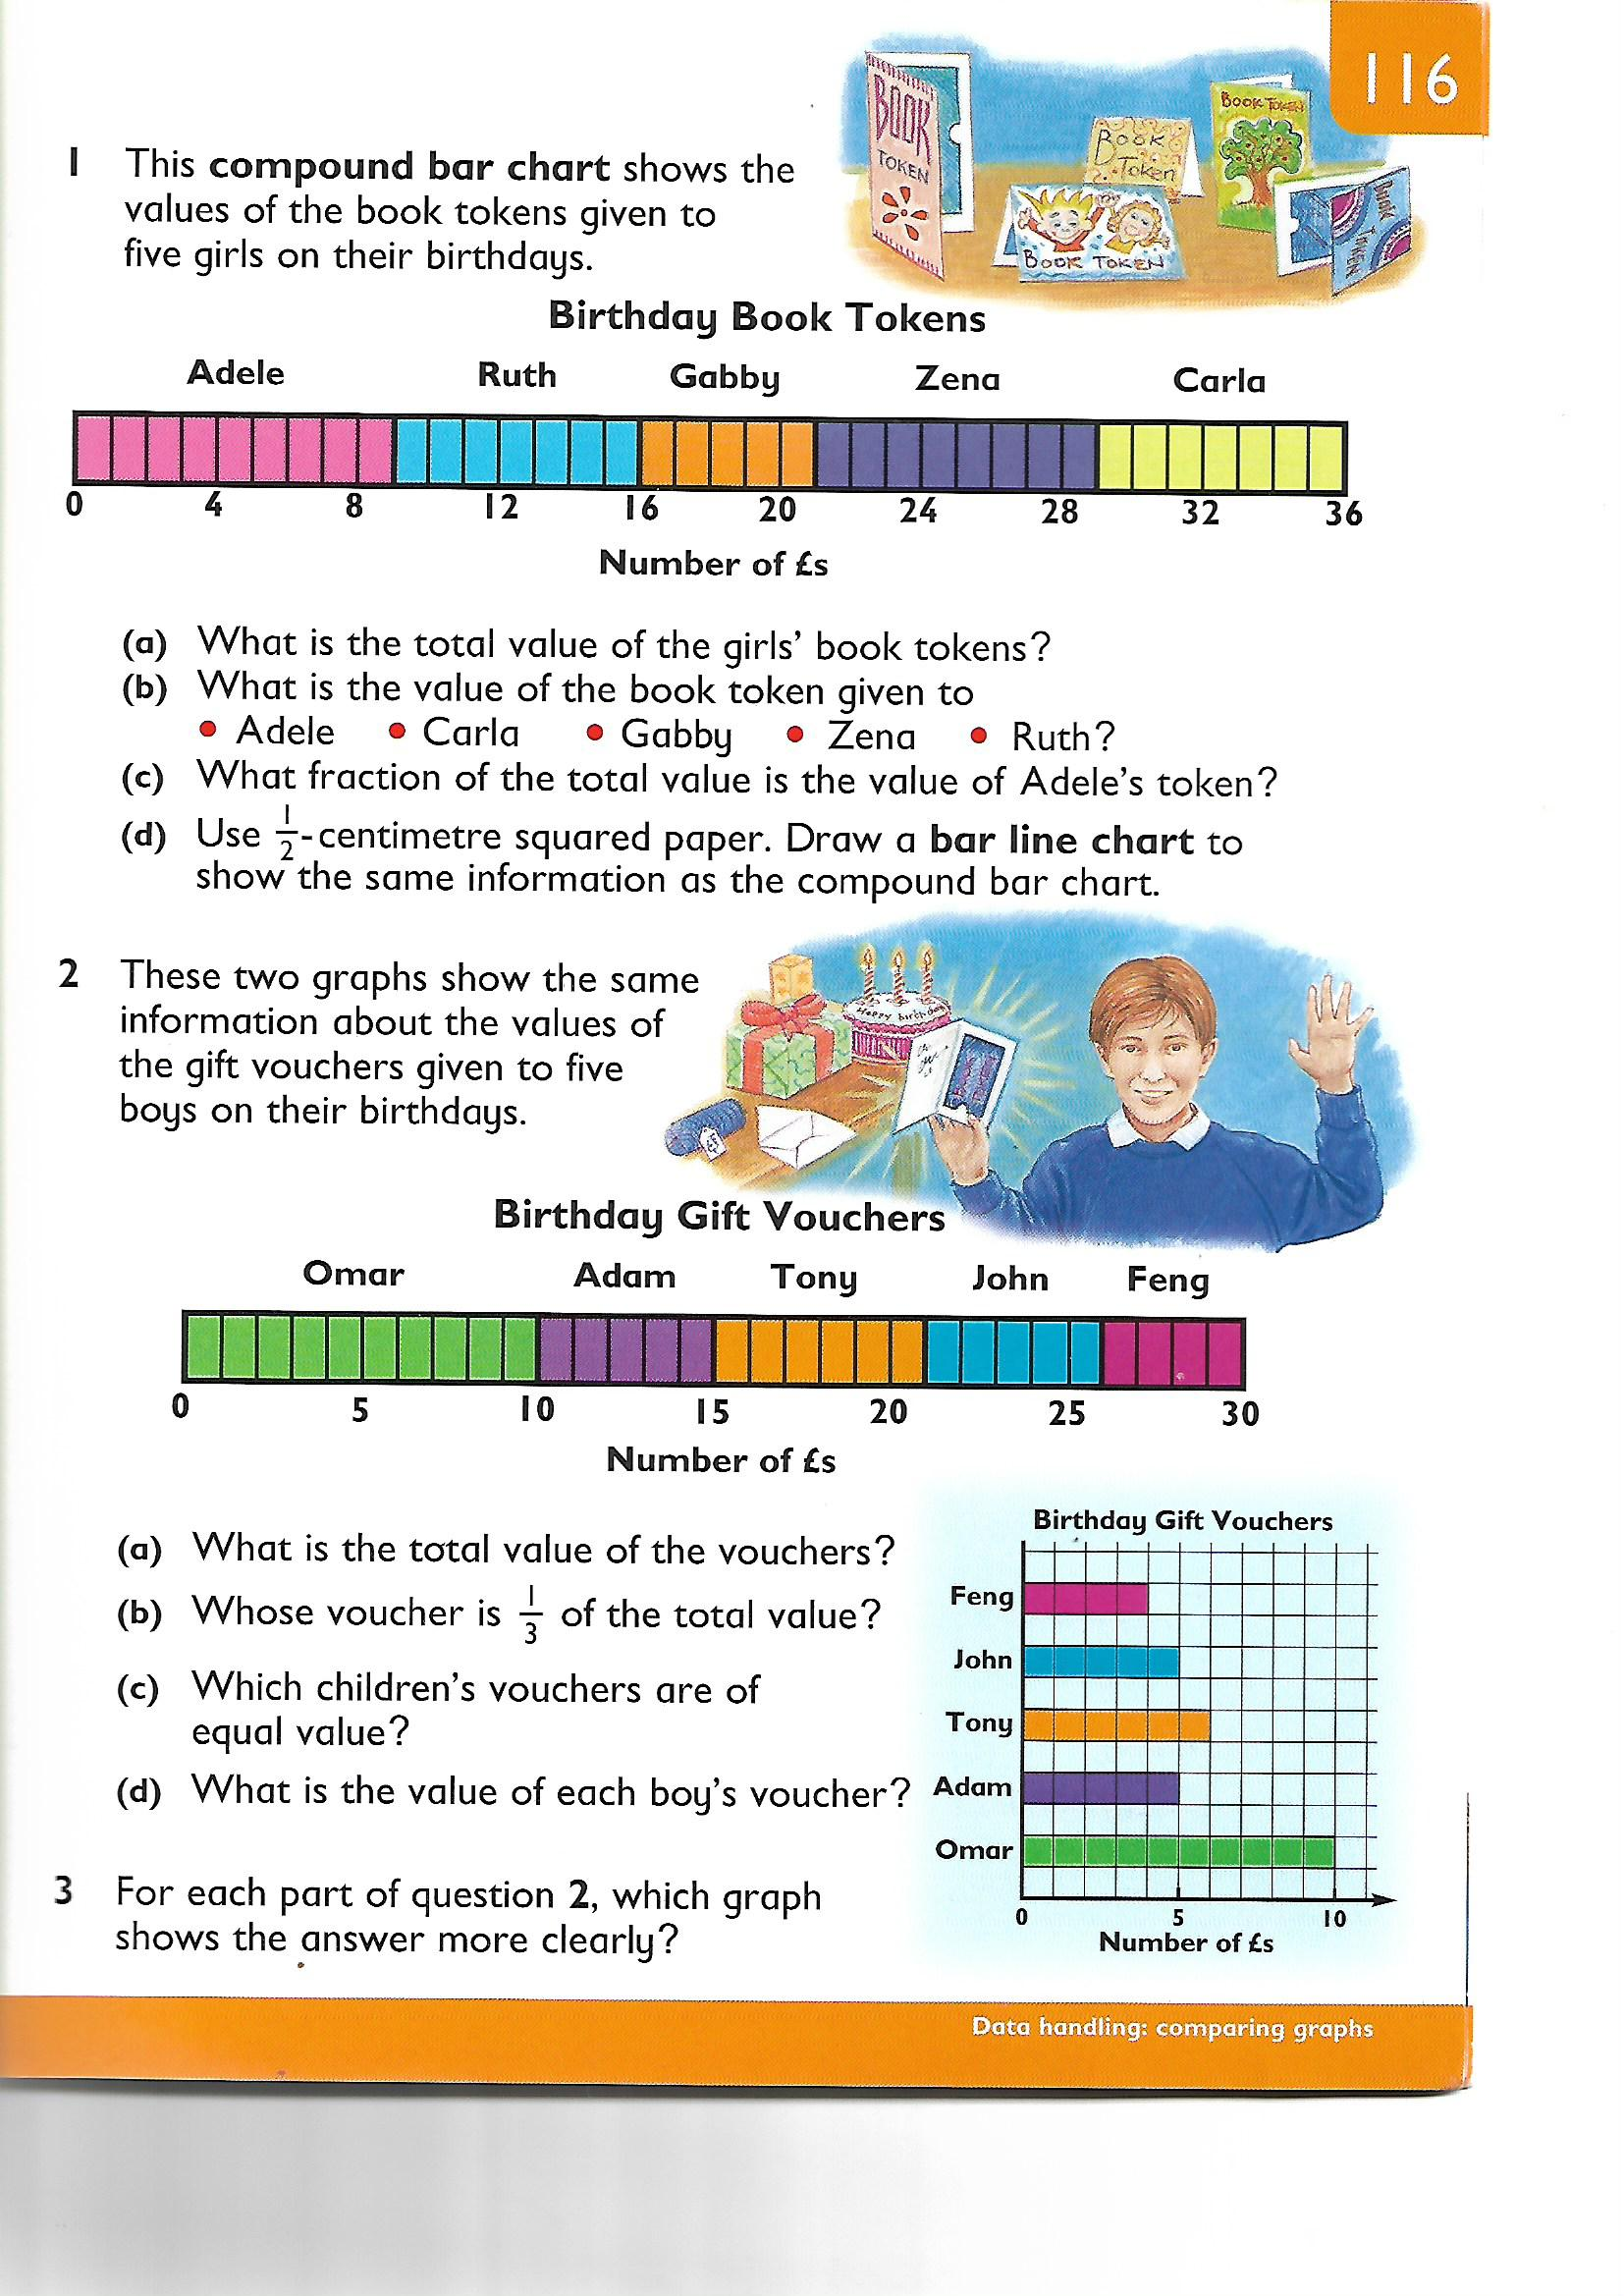 116
BOOK
TOKEN
Book
Token
BOOK TOKEN
BOOK TOKEN
BOOK TOKEN
1 This compound bar chart shows the
values of the book tokens given to
five girls on their birthdays.
Birthday Book Tokens
Adele Ruth Gabby Zena Carla
0 4 8 12 16 20 24 28 32 36
Number of £s
(a) What is the total value of the girls’ book tokens?
(b) What is the value of the book token given to
• Adele • Carla • Gabby • Zena • Ruth?
(c) What fraction of the total value is the value of Adele’s token?
(d) Use 1/2-centimetre squared paper. Draw a bar line chart to
show the same information as the compound bar chart.
2 These two graphs show the same
information about the values of
the gift vouchers given to five
boys on their birthdays.
Happy birthday
Birthday Gift Vouchers
Omar Adam Tony John Feng
0 5 10 15 20 25 30
Number of £s
(a) What is the total value of the vouchers?
(b) Whose voucher is 1/3 of the total value?
(c) Which children’s vouchers are of
equal value?
(d) What is the value of each boy’s voucher?
Birthday Gift Vouchers
Feng
John
Tony
Adam
Omar
0 5 10
Number of £s
3 For each part of question 2, which graph
shows the answer more clearly?
Data handling: comparing graphs